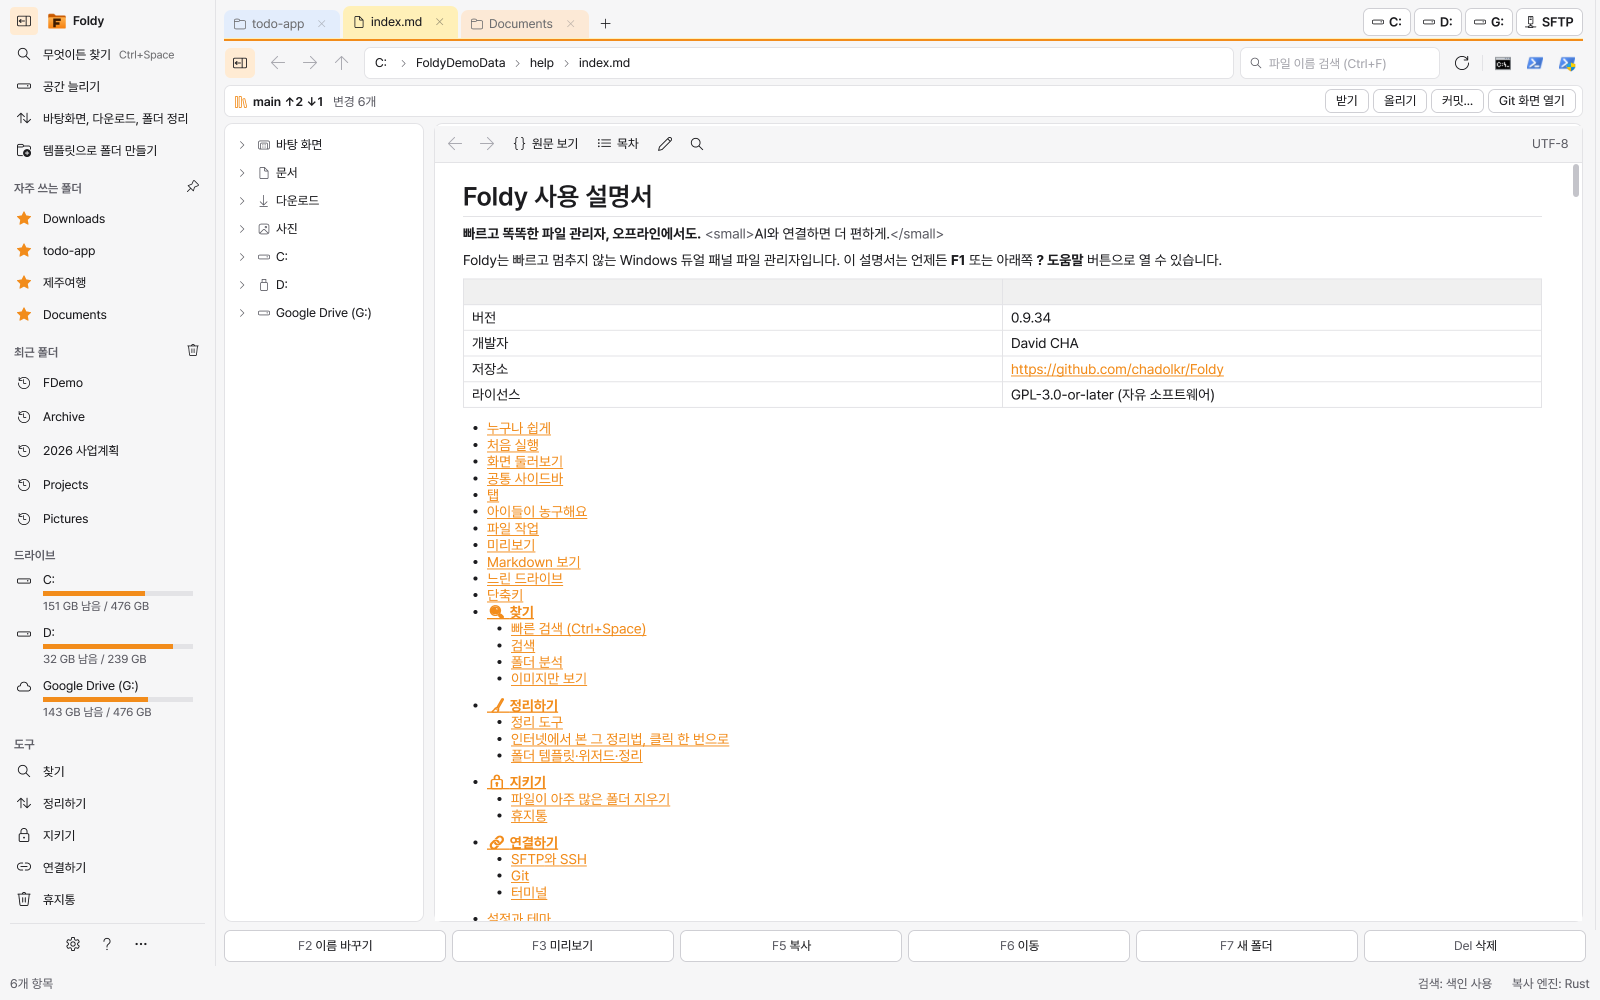 Foldy
무엇이든 찾기 Ctrl+Space
공간 늘리기
바탕화면, 다운로드, 폴더 정리
템플릿으로 폴더 만들기
자주 쓰는 폴더
Downloads
todo-app
제주여행
Documents
최근 폴더
FDemo
Archive
2026 사업계획
Projects
Pictures
드라이브
C:
151 GB 남음 / 476 GB
D:
32 GB 남음 / 239 GB
Google Drive (G:)
143 GB 남음 / 476 GB
도구
찾기
정리하기
지키기
연결하기
휴지통
todo-app
index.md
Documents
C:
D:
G:
SFTP
C: > FoldyDemoData > help > index.md
파일 이름 검색 (Ctrl+F)
main ↑2 ↓1 변경 6개
받기
올리기
커밋...
Git 화면 열기
바탕 화면
문서
다운로드
사진
C:
D:
Google Drive (G:)
{} 원문 보기
목차
UTF-8
Foldy 사용 설명서
빠르고 똑똑한 파일 관리자, 오프라인에서도. <small>AI와 연결하면 더 편하게.</small>
Foldy는 빠르고 멈추지 않는 Windows 듀얼 패널 파일 관리자입니다. 이 설명서는 언제든 F1 또는 아래쪽 ? 도움말 버튼으로 열 수 있습니다.
버전 0.9.34
개발자 David CHA
저장소 https://github.com/chadolkr/Foldy
라이선스 GPL-3.0-or-later (자유 소프트웨어)
누구나 쉽게
처음 실행
화면 둘러보기
공통 사이드바
탭
아이들이 농구해요
파일 작업
미리보기
Markdown 보기
느린 드라이브
단축키
찾기
빠른 검색 (Ctrl+Space)
검색
폴더 분석
이미지만 보기
정리하기
정리 도구
인터넷에서 본 그 정리법, 클릭 한 번으로
폴더 템플릿·위저드·정리
지키기
파일이 아주 많은 폴더 지우기
휴지통
연결하기
SFTP와 SSH
Git
터미널
설정과 테마
F2 이름 바꾸기
F3 미리보기
F5 복사
F6 이동
F7 새 폴더
Del 삭제
6개 항목
검색: 색인 사용
복사 엔진: Rust